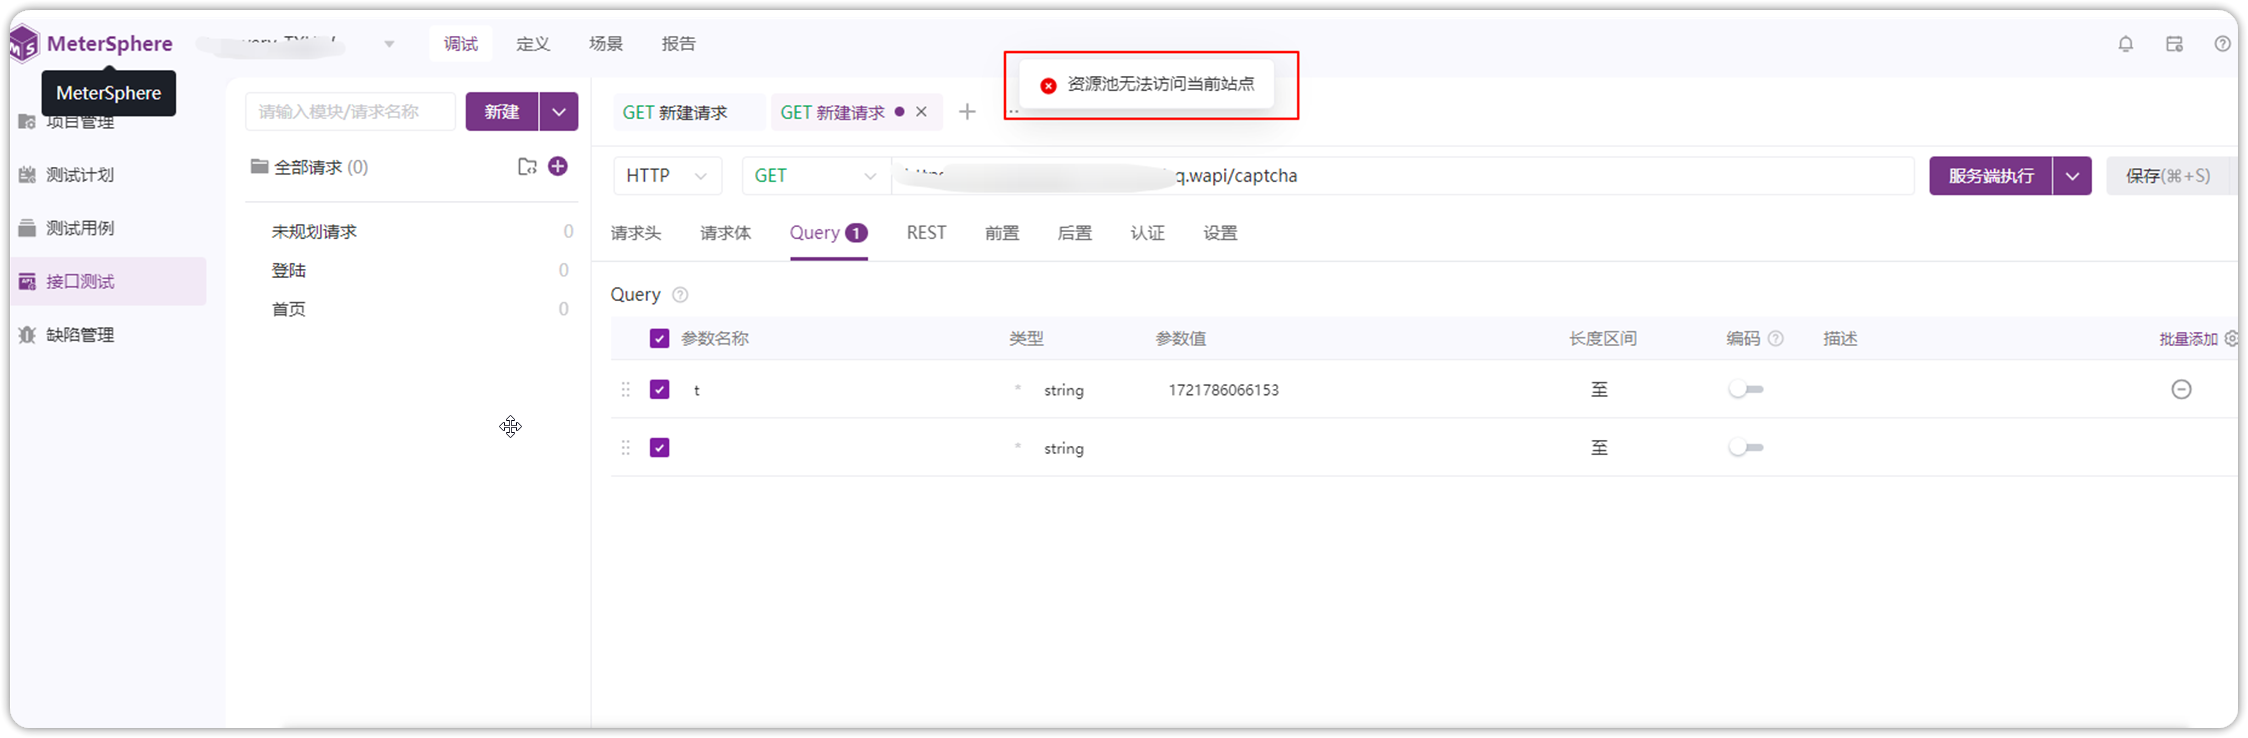 MeterSphere
调试
定义
场景
报告
MeterSphere
资源池无法访问当前站点
项目管理
测试计划
测试用例
接口测试
缺陷管理
请输入模块/请求名称
新建
全部请求 (0)
未规划请求 0
登陆 0
首页 0
GET 新建请求
GET 新建请求
HTTP
GET
q.wapi/captcha
服务端执行
保存(⌘+S)
请求头
请求体
Query 1
REST
前置
后置
认证
设置
Query
参数名称 类型 参数值 长度区间 编码 描述 批量添加
t * string 1721786066153 至
* string 至